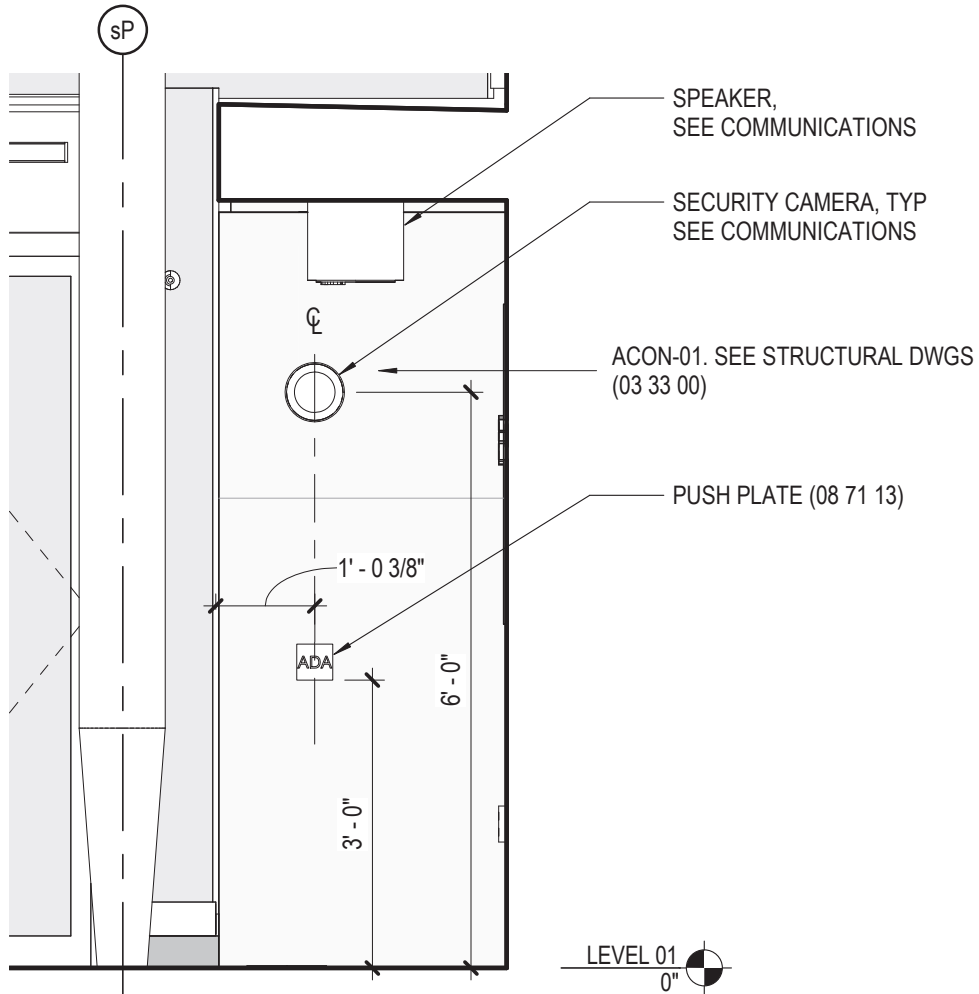 sP
SPEAKER,
SEE COMMUNICATIONS
SECURITY CAMERA, TYP
SEE COMMUNICATIONS
℄
ACON-01. SEE STRUCTURAL DWGS
(03 33 00)
PUSH PLATE (08 71 13)
1' - 0 3/8"
ADA
6' - 0"
3' - 0"
LEVEL 01
0"